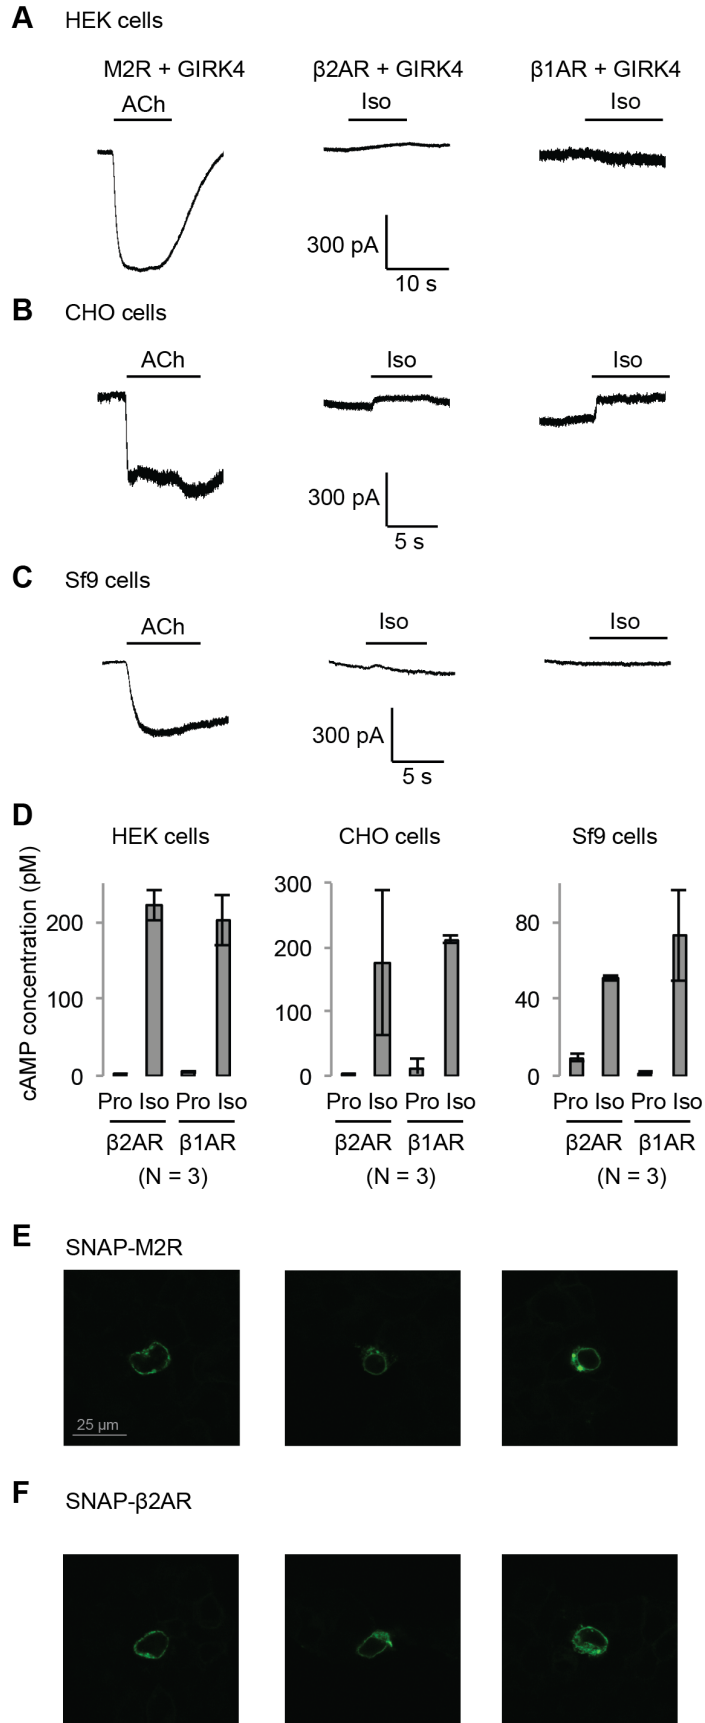 A HEK cells
M2R + GIRK4 β2AR + GIRK4 β1AR + GIRK4
ACh Iso Iso
300 pA
10 s
B CHO cells
ACh Iso Iso
300 pA
5 s
C Sf9 cells
ACh Iso Iso
300 pA
5 s
D
HEK cells CHO cells Sf9 cells
cAMP concentration (pM)
200
100
0
300
200
100
0
80
40
0
Pro Iso Pro Iso Pro Iso Pro Iso Pro Iso Pro Iso
β2AR β1AR β2AR β1AR β2AR β1AR
(N = 3) (N = 3) (N = 3)
E SNAP-M2R
25 µm
F SNAP-β2AR